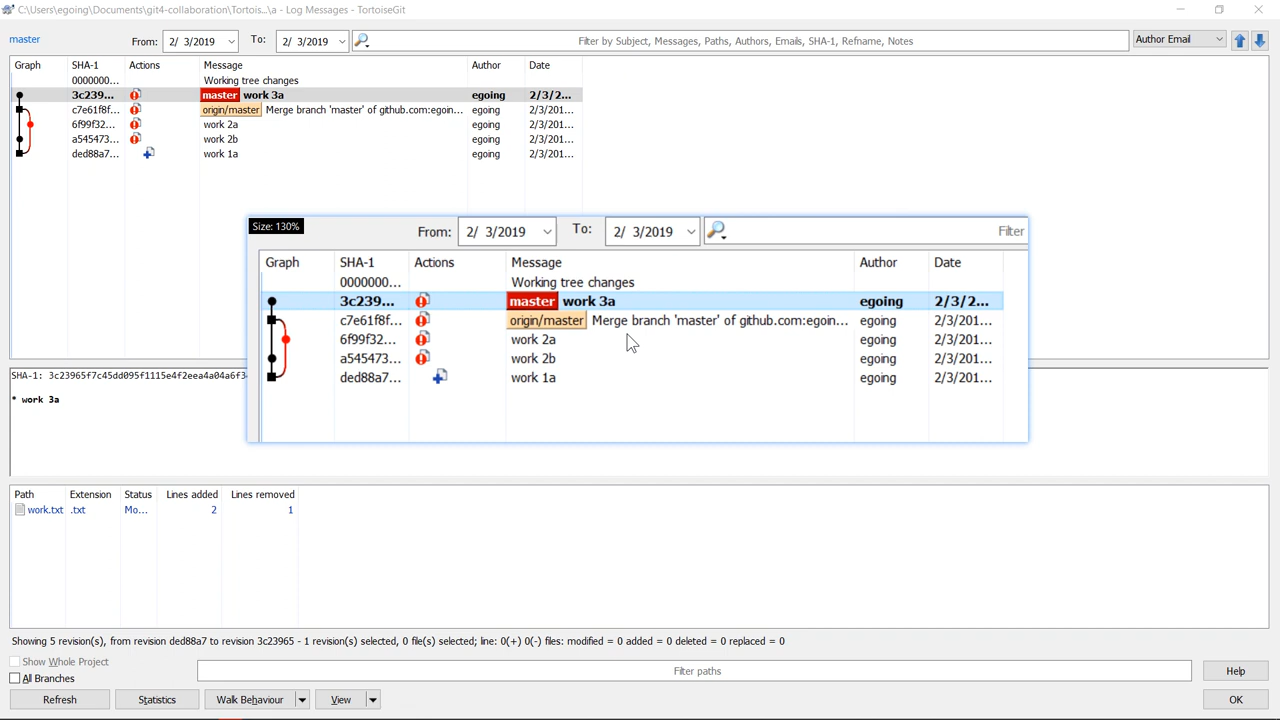 C:\Users\egoing\Documents\git4-collaboration\Tortois...\a - Log Messages - TortoiseGit
master From: 2/ 3/2019 To: 2/ 3/2019 Filter by Subject, Messages, Paths, Authors, Emails, SHA-1, Refname, Notes Author Email
Graph SHA-1 Actions Message Author Date
0000000... Working tree changes
3c239... master work 3a egoing 2/3/2...
c7e61f8f... origin/master Merge branch 'master' of github.com:egoin... egoing 2/3/201...
6f99f32... work 2a egoing 2/3/201...
a545473... work 2b egoing 2/3/201...
ded88a7... work 1a egoing 2/3/201...
Size: 130%
From: 2/ 3/2019 To: 2/ 3/2019 Filter
Graph SHA-1 Actions Message Author Date
0000000... Working tree changes
3c239... master work 3a egoing 2/3/2...
c7e61f8f... origin/master Merge branch 'master' of github.com:egoin... egoing 2/3/201...
6f99f32... work 2a egoing 2/3/201...
a545473... work 2b egoing 2/3/201...
ded88a7... work 1a egoing 2/3/201...
SHA-1: 3c23965f7c45dd095f1115e4f2eea4a04a6f3
* work 3a
Path Extension Status Lines added Lines removed
work.txt .txt Mo... 2 1
Showing 5 revision(s), from revision ded88a7 to revision 3c23965 - 1 revision(s) selected, 0 file(s) selected; line: 0(+) 0(-) files: modified = 0 added = 0 deleted = 0 replaced = 0
Show Whole Project
All Branches
Filter paths
Help
Refresh Statistics Walk Behaviour View OK